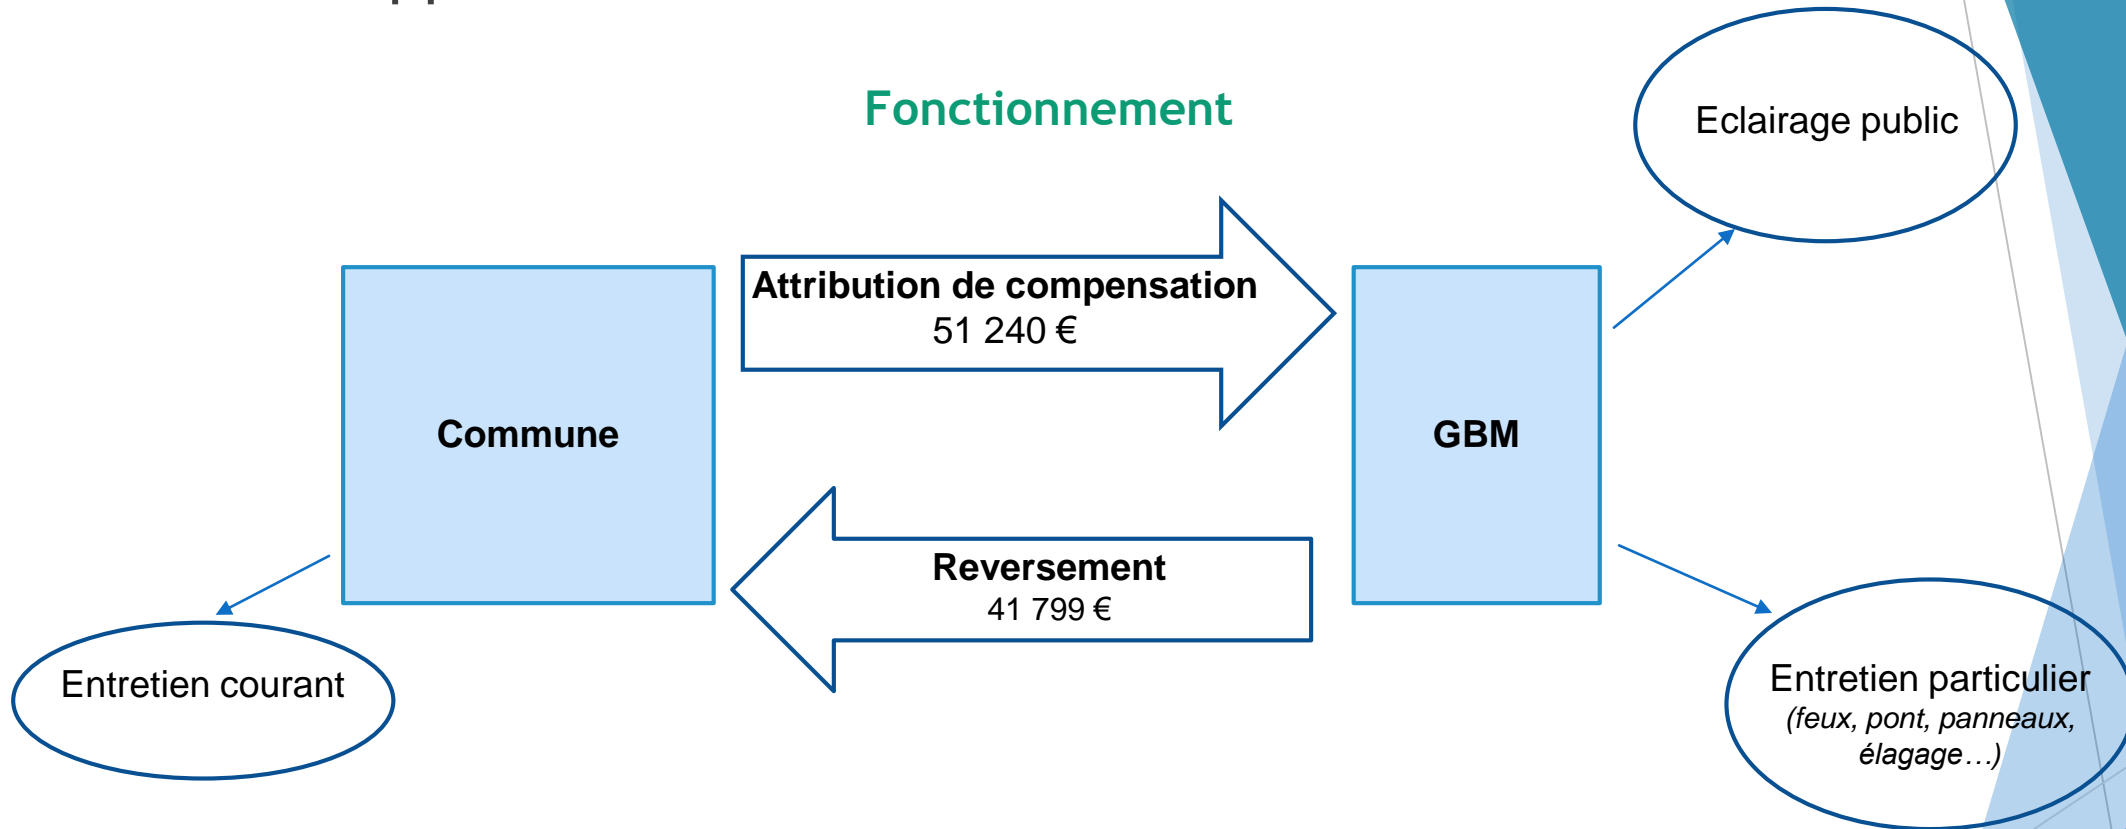 Fonctionnement
Eclairage public
Attribution de compensation
51 240 €
Commune
GBM
Reversement
41 799 €
Entretien courant
Entretien particulier
(feux, pont, panneaux,
élagage…)